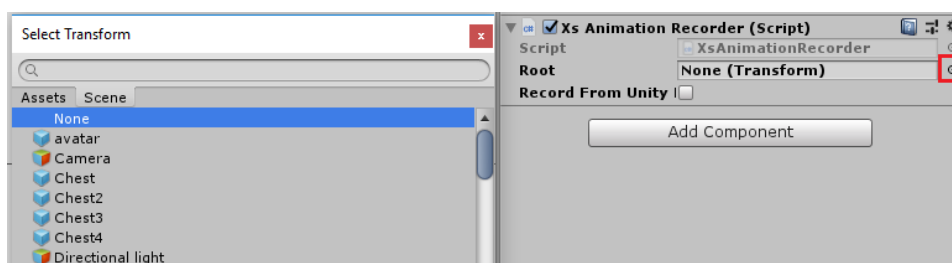 Select Transform
x
Assets Scene
None
avatar
Camera
Chest
Chest2
Chest3
Chest4
Directional light
Xs Animation Recorder (Script)
Script XsAnimationRecorder
Root None (Transform)
Record From Unity
Add Component